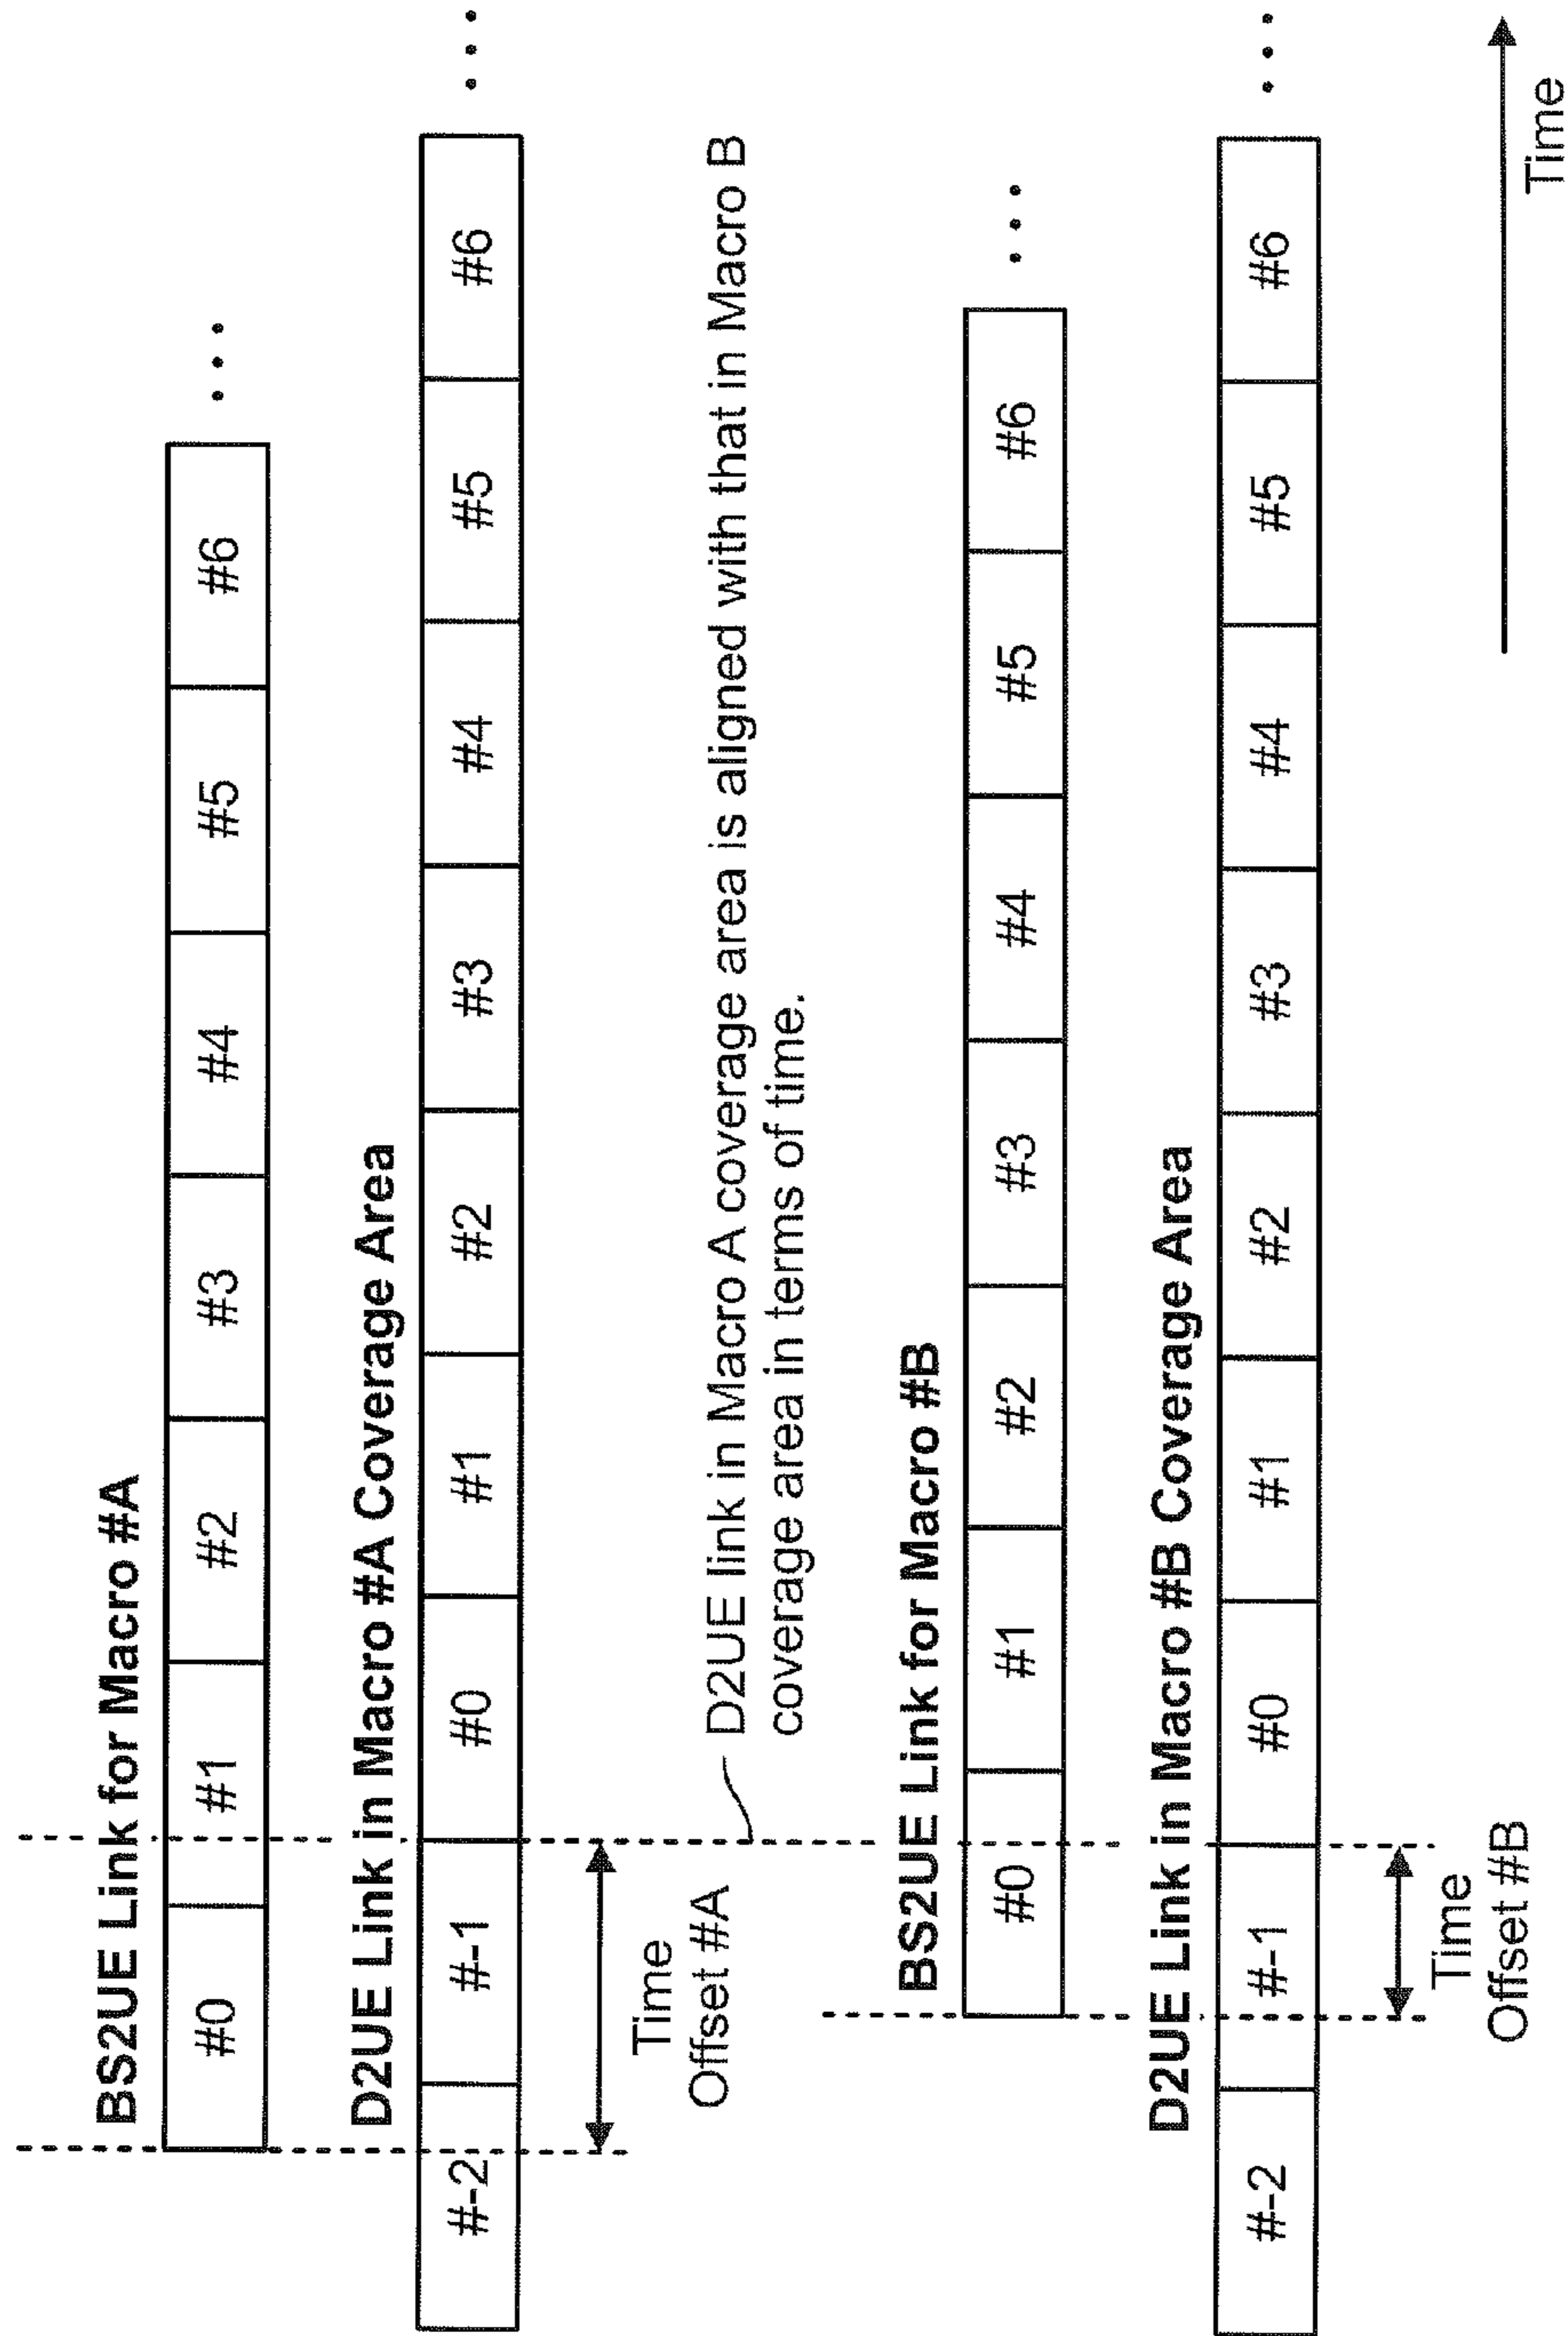 BS2UE Link for Macro #A
#0 #1 #2 #3 #4 #5 #6 • • •
D2UE Link in Macro #A Coverage Area
#-2 #-1 #0 #1 #2 #3 #4 #5 #6 • • •
Time
Offset #A
D2UE link in Macro A coverage area is aligned with that in Macro B
coverage area in terms of time.
BS2UE Link for Macro #B
#0 #1 #2 #3 #4 #5 #6 • • •
D2UE Link in Macro #B Coverage Area
#-2 #-1 #0 #1 #2 #3 #4 #5 #6 • • •
Time
Offset #B
Time